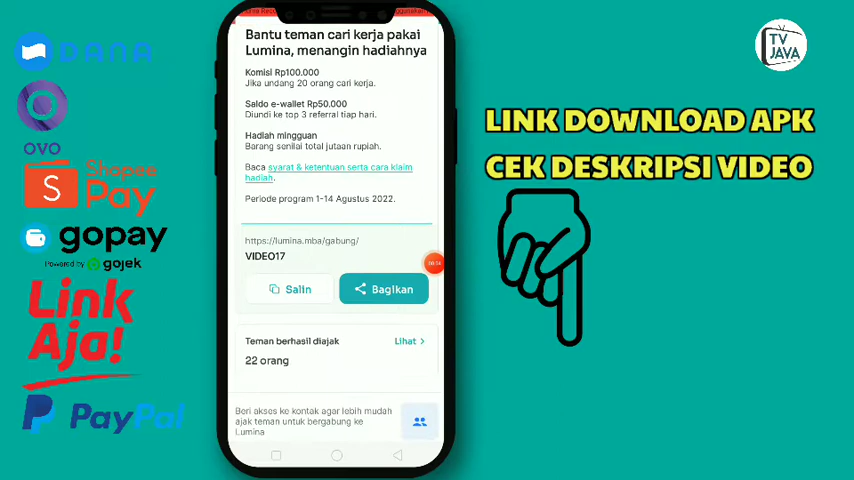 DANA
OVO
Shopee
Pay
gopay
Powered by gojek
Link
Aja!
PayPal
Bantu teman cari kerja pakai
Lumina, menangin hadiahnya
Komisi Rp100.000
Jika undang 20 orang cari kerja.
Saldo e-wallet Rp50.000
Diundi ke top 3 referral tiap hari.
Hadiah mingguan
Barang senilai total jutaan rupiah.
Baca syarat & ketentuan serta cara klaim
hadiah.
Periode program 1-14 Agustus 2022.
https://lumina.mba/gabung/
VIDEO17
Salin
Bagikan
Teman berhasil diajak
Lihat >
22 orang
Beri akses ke kontak agar lebih mudah
ajak teman untuk bergabung ke
Lumina
TV
JAVA
LINK DOWNLOAD APK
CEK DESKRIPSI VIDEO